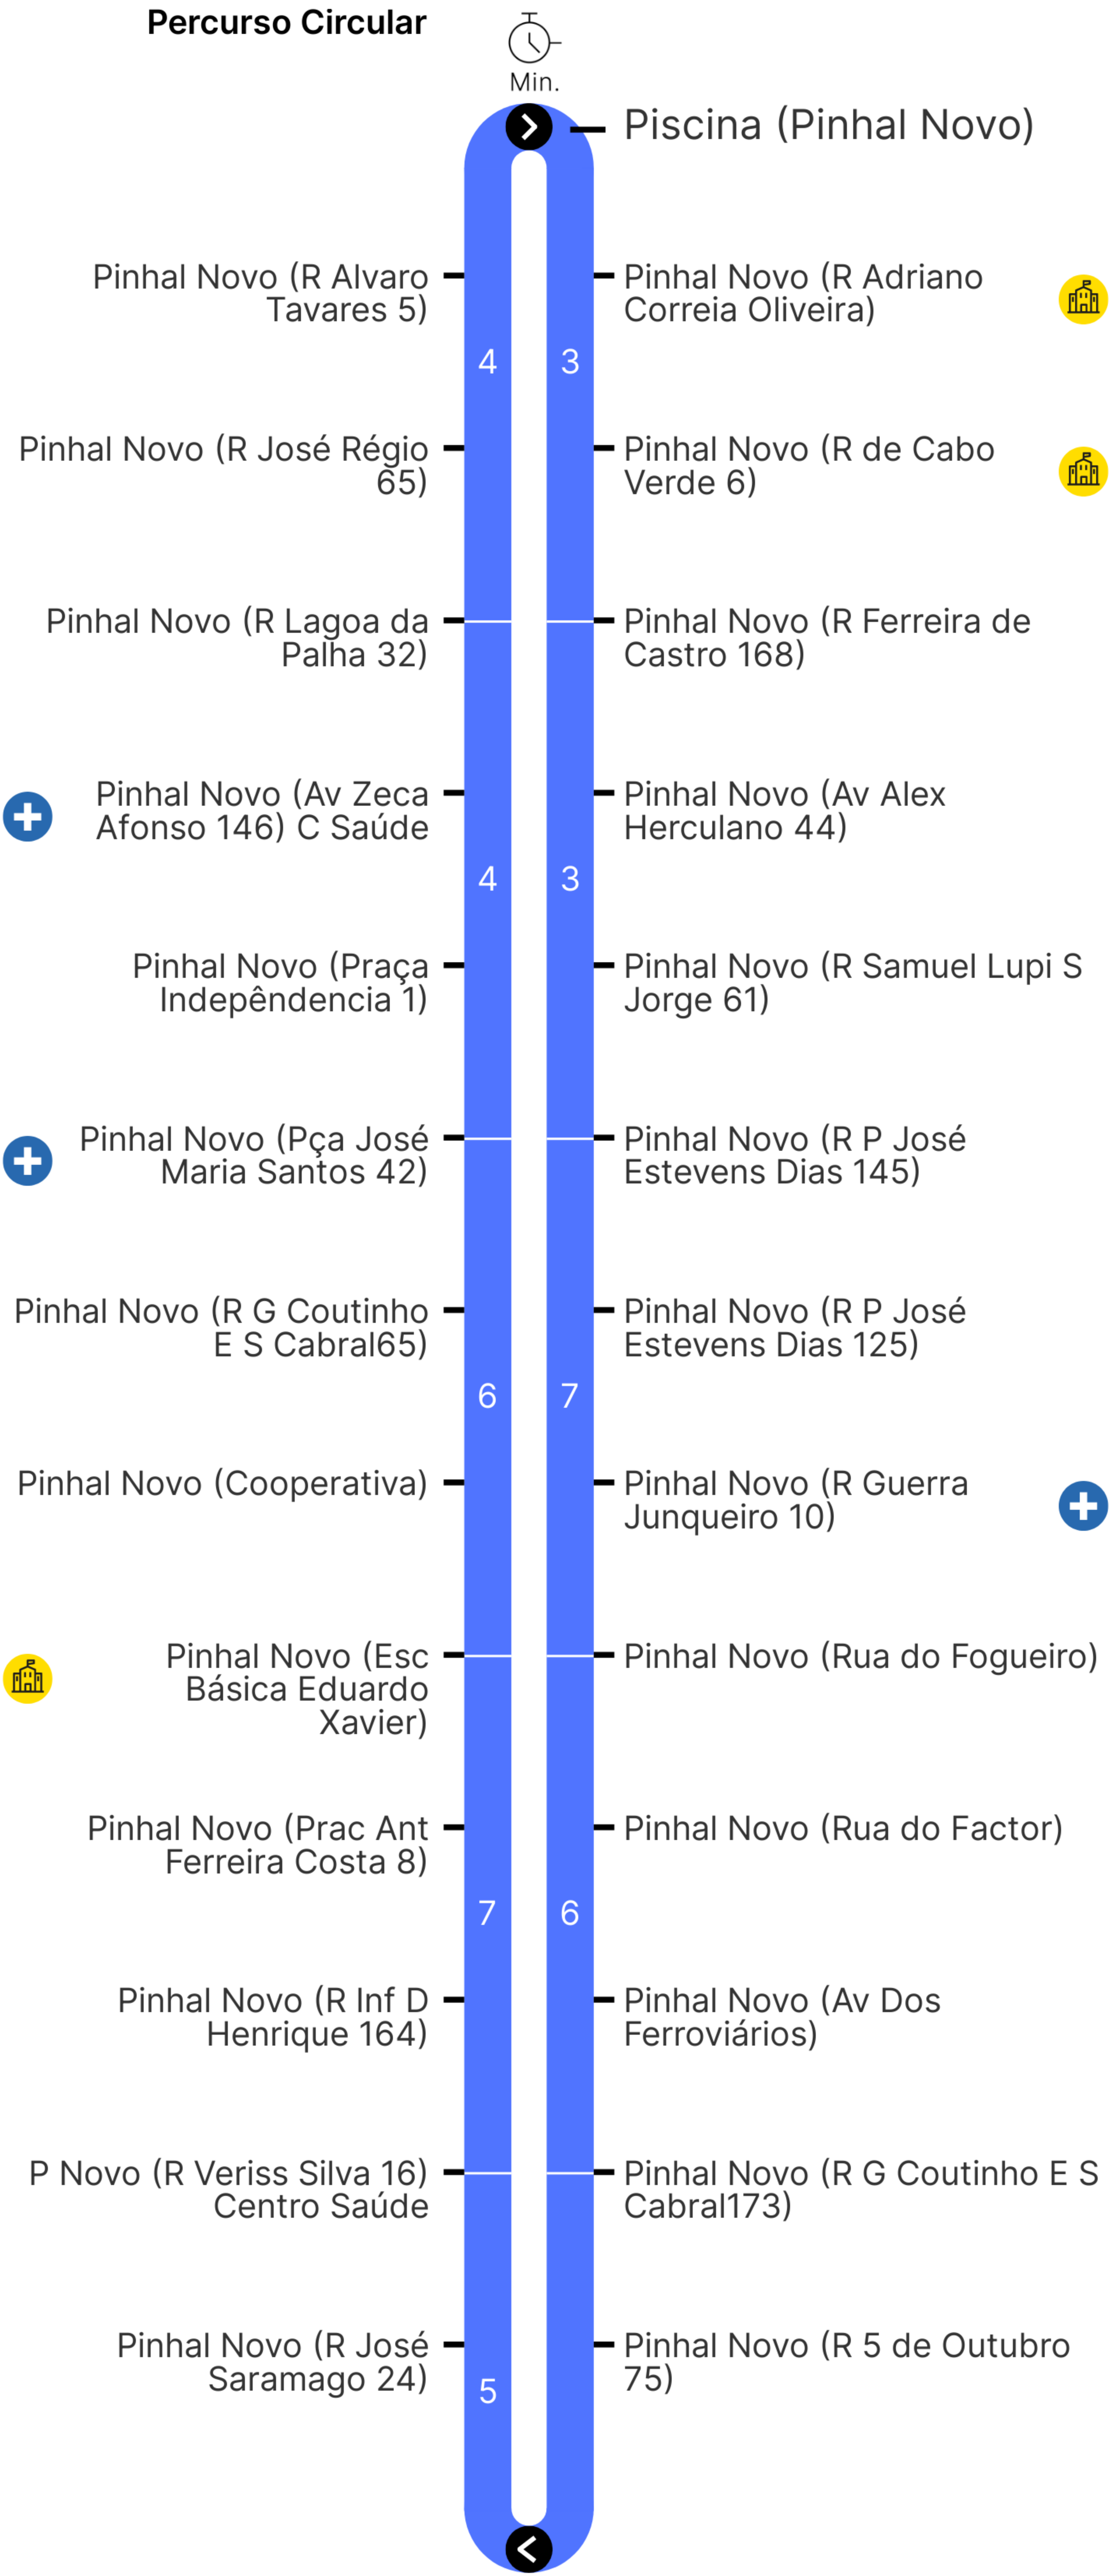 Percurso Circular
Min.
Piscina (Pinhal Novo)
Pinhal Novo (R Alvaro
Tavares 5)
Pinhal Novo (R Adriano
Correia Oliveira)
4
3
Pinhal Novo (R José Régio
65)
Pinhal Novo (R de Cabo
Verde 6)
Pinhal Novo (R Lagoa da
Palha 32)
Pinhal Novo (R Ferreira de
Castro 168)
Pinhal Novo (Av Zeca
Afonso 146) C Saúde
Pinhal Novo (Av Alex
Herculano 44)
4
3
Pinhal Novo (Praça
Indepêndencia 1)
Pinhal Novo (R Samuel Lupi S
Jorge 61)
Pinhal Novo (Pça José
Maria Santos 42)
Pinhal Novo (R P José
Estevens Dias 145)
Pinhal Novo (R G Coutinho
E S Cabral65)
Pinhal Novo (R P José
Estevens Dias 125)
6
7
Pinhal Novo (Cooperativa)
Pinhal Novo (R Guerra
Junqueiro 10)
Pinhal Novo (Esc
Básica Eduardo
Xavier)
Pinhal Novo (Rua do Fogueiro)
Pinhal Novo (Prac Ant
Ferreira Costa 8)
Pinhal Novo (Rua do Factor)
7
6
Pinhal Novo (R Inf D
Henrique 164)
Pinhal Novo (Av Dos
Ferroviários)
P Novo (R Veriss Silva 16)
Centro Saúde
Pinhal Novo (R G Coutinho E S
Cabral173)
Pinhal Novo (R José
Saramago 24)
Pinhal Novo (R 5 de Outubro
75)
5